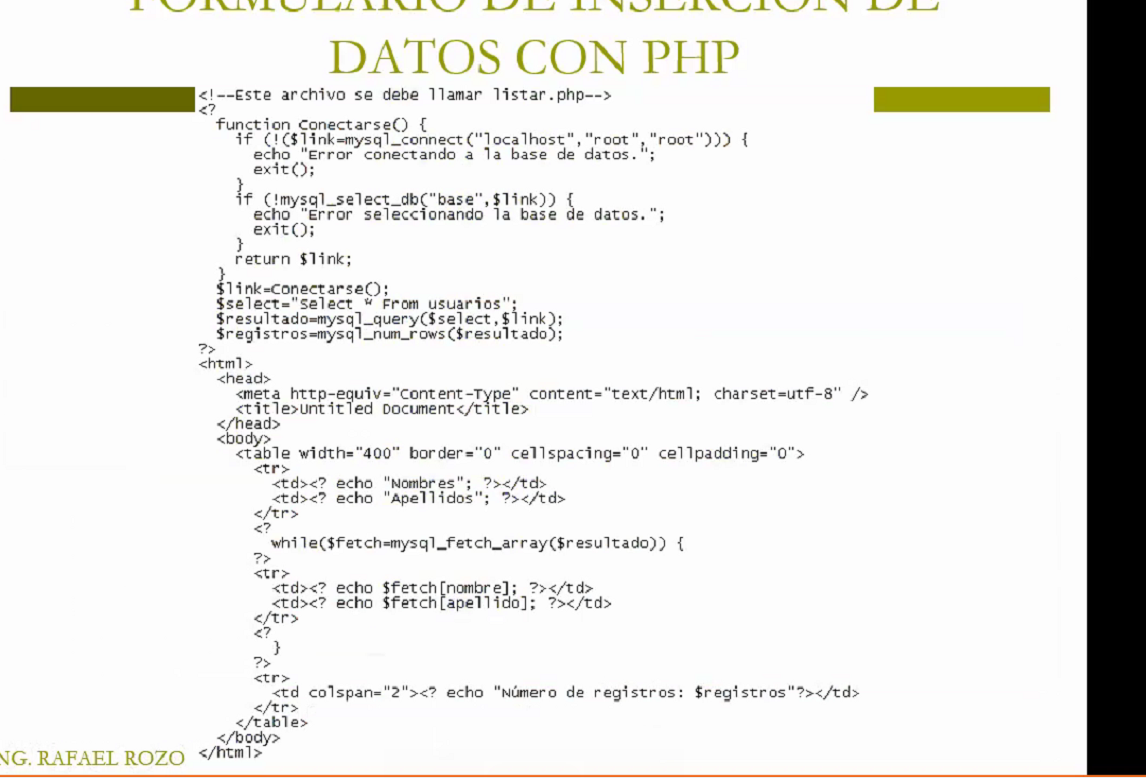 FORMULARIO DE INSERCIÓN DE
DATOS CON PHP
<!--Este archivo se debe llamar listar.php-->
<?
  function Conectarse() {
    if (!($link=mysql_connect("localhost","root","root"))) {
      echo "Error conectando a la base de datos.";
      exit();
    }
    if (!mysql_select_db("base",$link)) {
      echo "Error seleccionando la base de datos.";
      exit();
    }
    return $link;
  }
  $link=Conectarse();
  $select="Select * From usuarios";
  $resultado=mysql_query($select,$link);
  $registros=mysql_num_rows($resultado);
?>
<html>
  <head>
    <meta http-equiv="Content-Type" content="text/html; charset=utf-8" />
    <title>Untitled Document</title>
  </head>
  <body>
    <table width="400" border="0" cellspacing="0" cellpadding="0">
      <tr>
        <td><? echo "Nombres"; ?></td>
        <td><? echo "Apellidos"; ?></td>
      </tr>
      <?
        while($fetch=mysql_fetch_array($resultado)) {
      ?>
      <tr>
        <td><? echo $fetch[nombre]; ?></td>
        <td><? echo $fetch[apellido]; ?></td>
      </tr>
      <?
        }
      ?>
      <tr>
        <td colspan="2"><? echo "Número de registros: $registros"?></td>
      </tr>
    </table>
  </body>
</html>
NG. RAFAEL ROZO